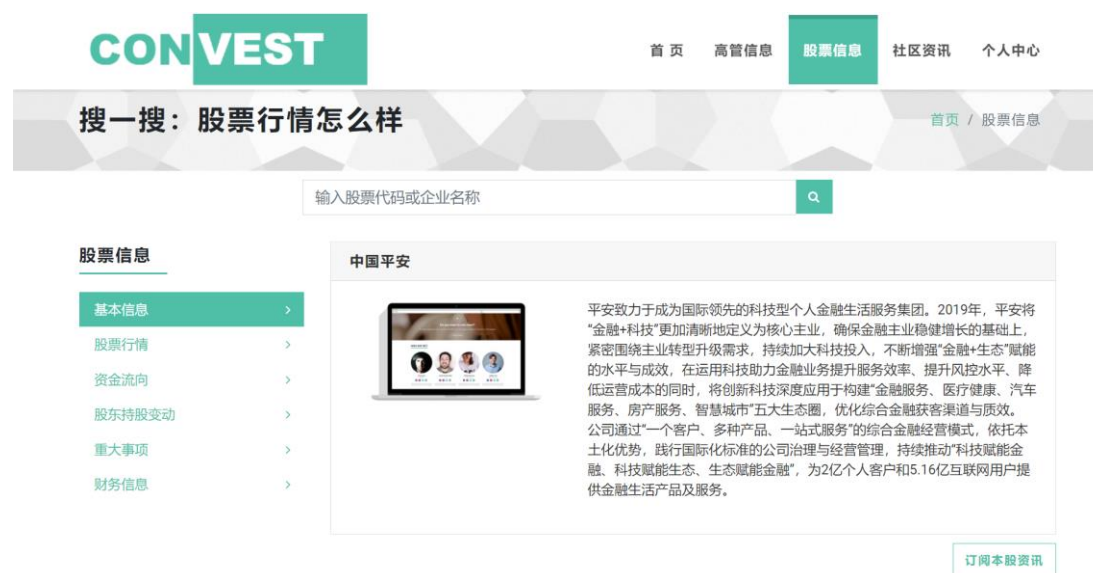 CONVEST
首 页 高管信息 股票信息 社区资讯 个人中心
搜一搜：股票行情怎么样
首页 / 股票信息
输入股票代码或企业名称
股票信息
基本信息
股票行情
资金流向
股东持股变动
重大事项
财务信息
中国平安
平安致力于成为国际领先的科技型个人金融生活服务集团。2019年，平安将
“金融+科技”更加清晰地定义为核心主业，确保金融主业稳健增长的基础上，
紧密围绕主业转型升级需求，持续加大科技投入，不断增强“金融+生态”赋能
的水平与成效，在运用科技助力金融业务提升服务效率、提升风控水平、降
低运营成本的同时，将创新科技深度应用于构建“金融服务、医疗健康、汽车
服务、房产服务、智慧城市”五大生态圈，优化综合金融获客渠道与质效。
公司通过“一个客户、多种产品、一站式服务”的综合金融经营模式，依托本
土化优势，践行国际化标准的公司治理与经营管理，持续推动“科技赋能金
融、科技赋能生态、生态赋能金融”，为2亿个人客户和5.16亿互联网用户提
供金融生活产品及服务。
订阅本股资讯